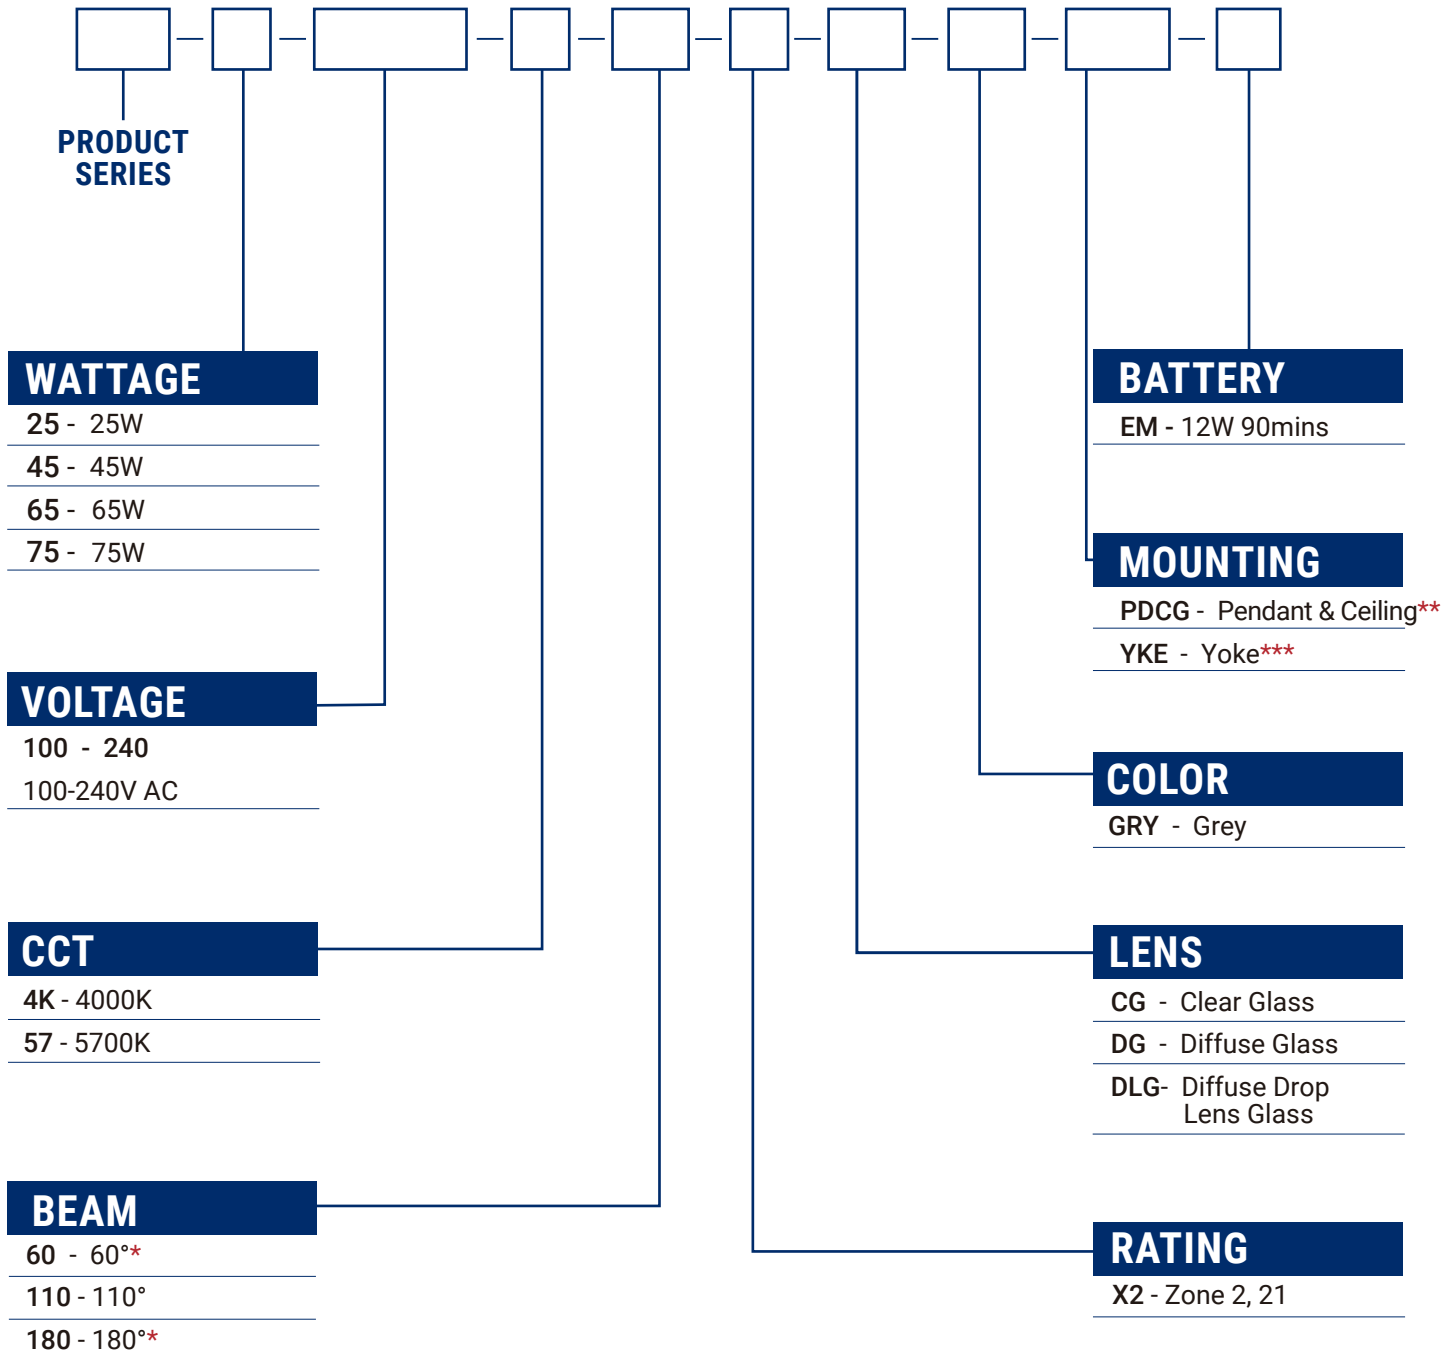 PRODUCT
SERIES
WATTAGE
25 - 25W
45 - 45W
65 - 65W
75 - 75W
VOLTAGE
100 - 240
100-240V AC
CCT
4K - 4000K
57 - 5700K
BEAM
60 - 60°*
110 - 110°
180 - 180°*
BATTERY
EM - 12W 90mins
MOUNTING
PDCG - Pendant & Ceiling**
YKE - Yoke***
COLOR
GRY - Grey
LENS
CG - Clear Glass
DG - Diffuse Glass
DLG- Diffuse Drop
Lens Glass
RATING
X2 - Zone 2, 21